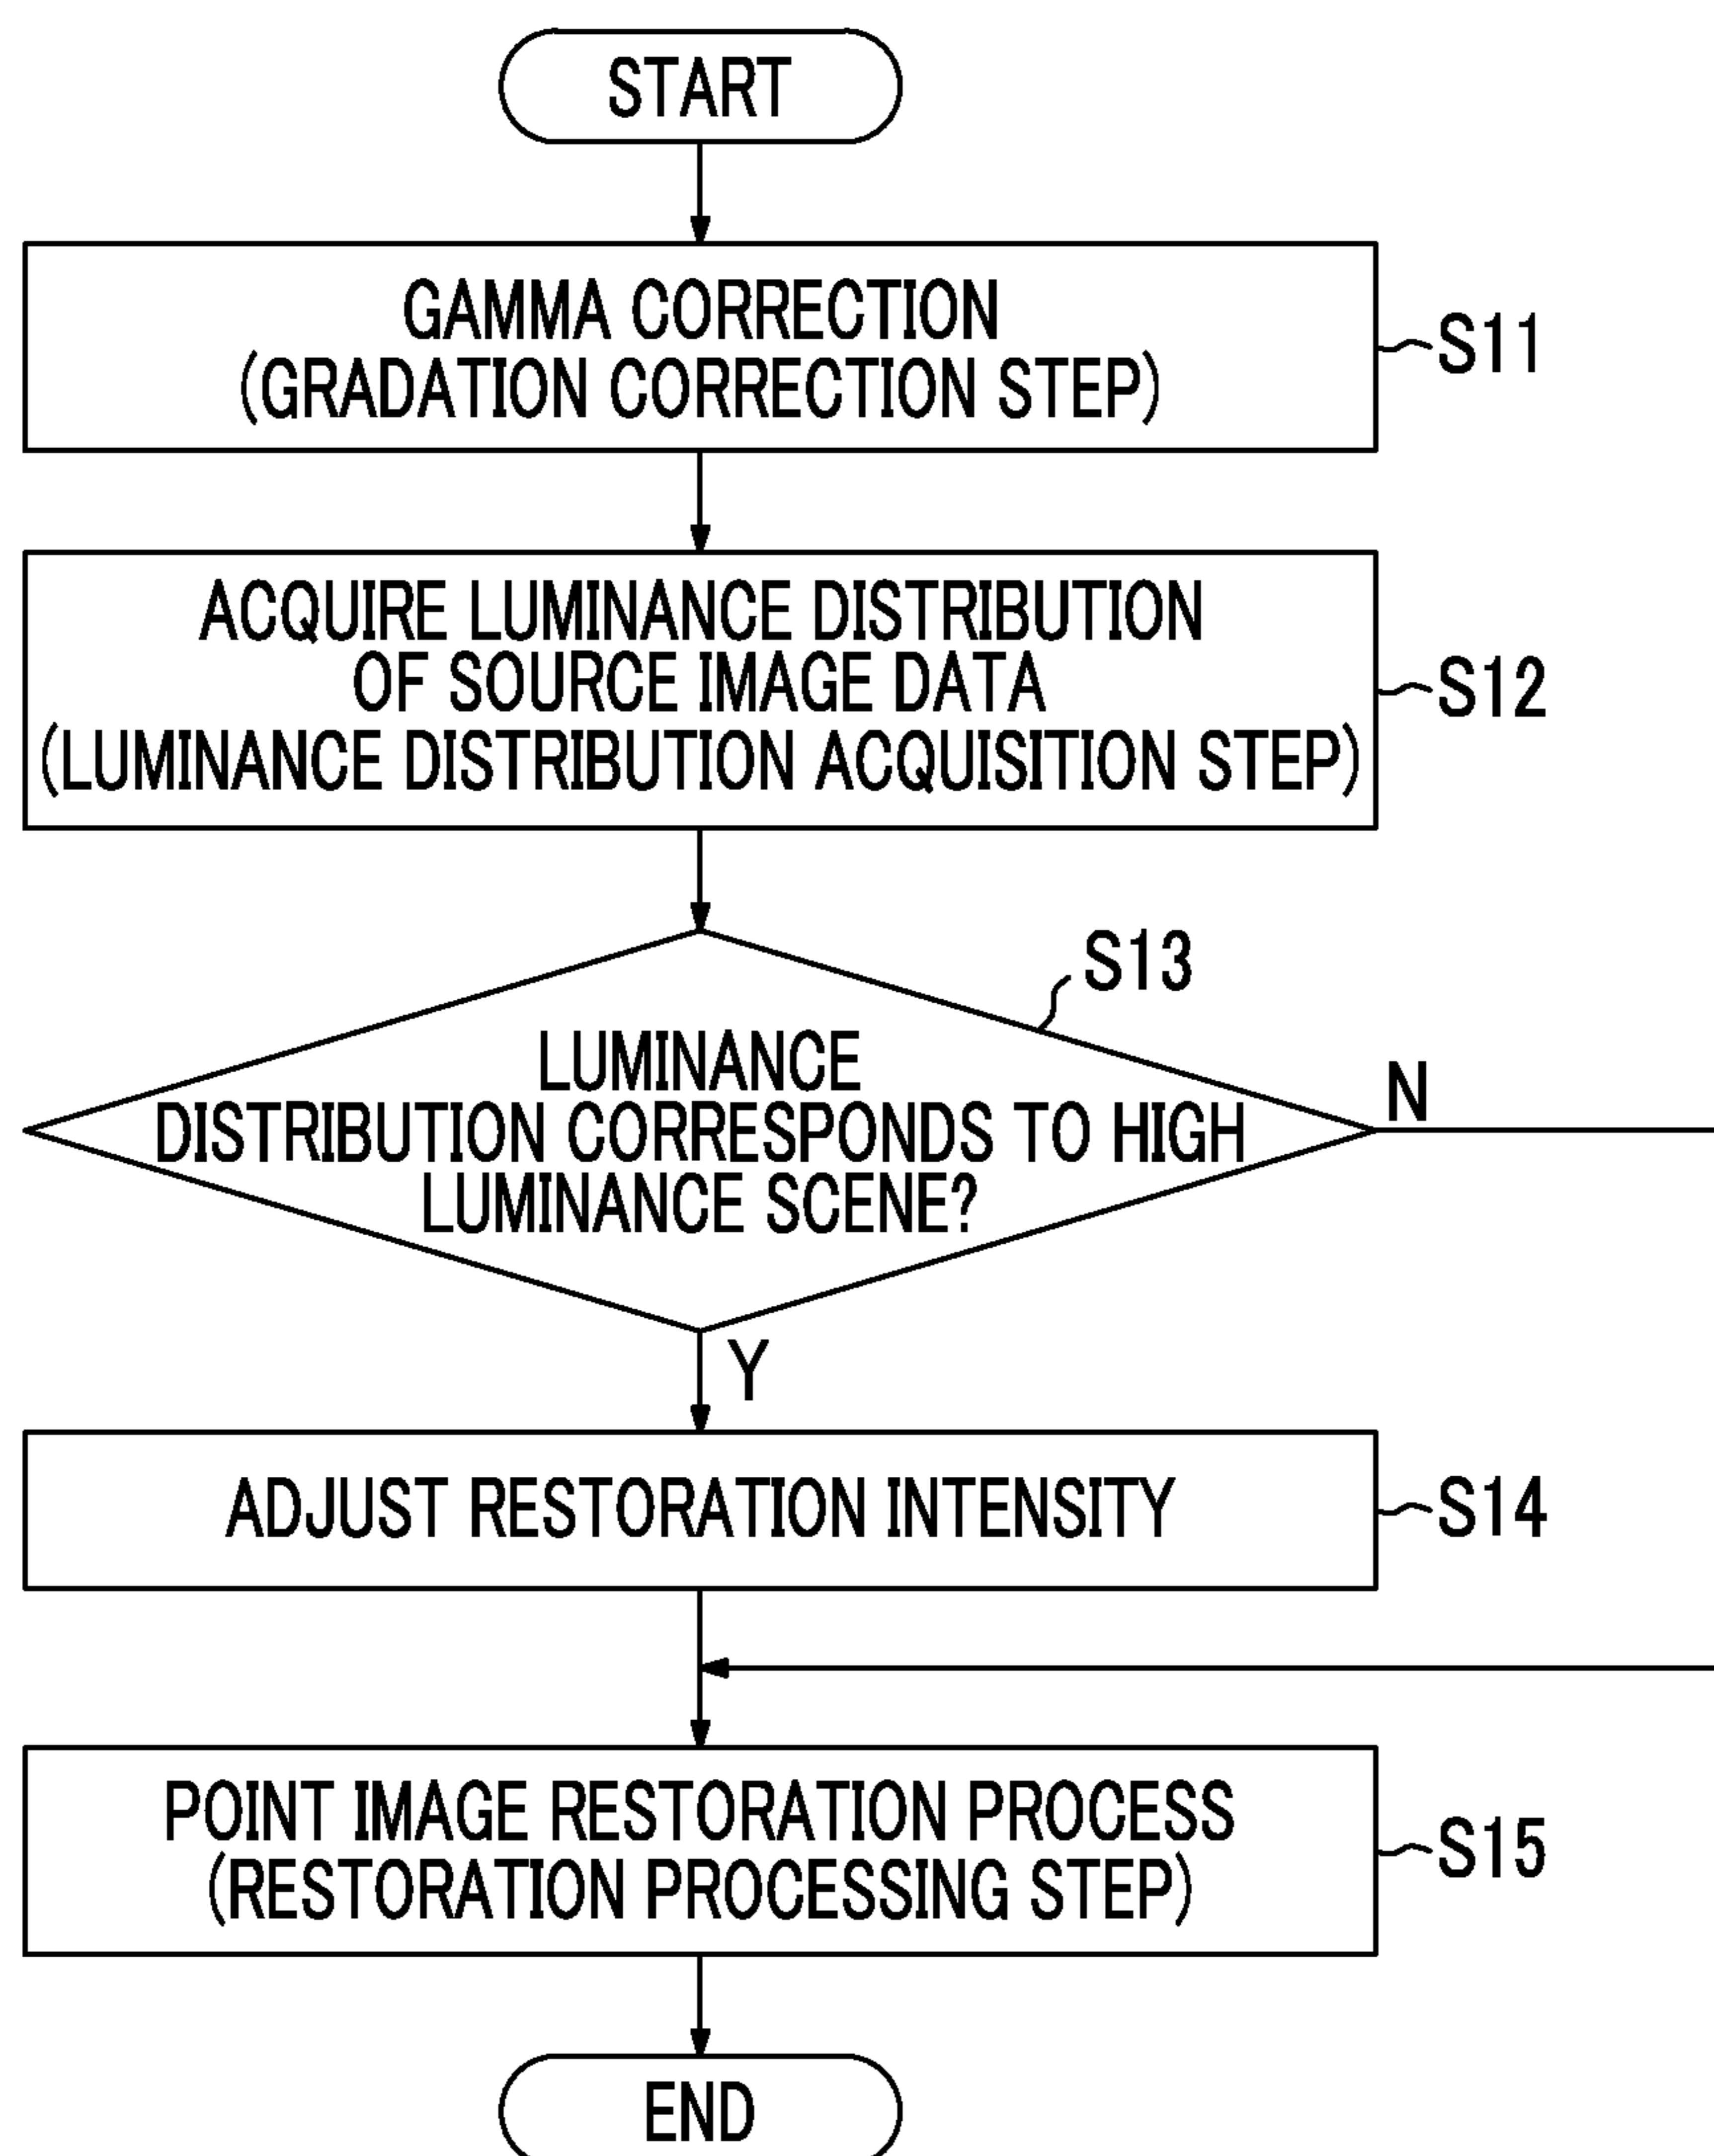 START
GAMMA CORRECTION
(GRADATION CORRECTION STEP)
S11
ACQUIRE LUMINANCE DISTRIBUTION
OF SOURCE IMAGE DATA
(LUMINANCE DISTRIBUTION ACQUISITION STEP)
S12
S13
LUMINANCE
DISTRIBUTION CORRESPONDS TO HIGH
LUMINANCE SCENE?
N
Y
ADJUST RESTORATION INTENSITY
S14
POINT IMAGE RESTORATION PROCESS
(RESTORATION PROCESSING STEP)
S15
END